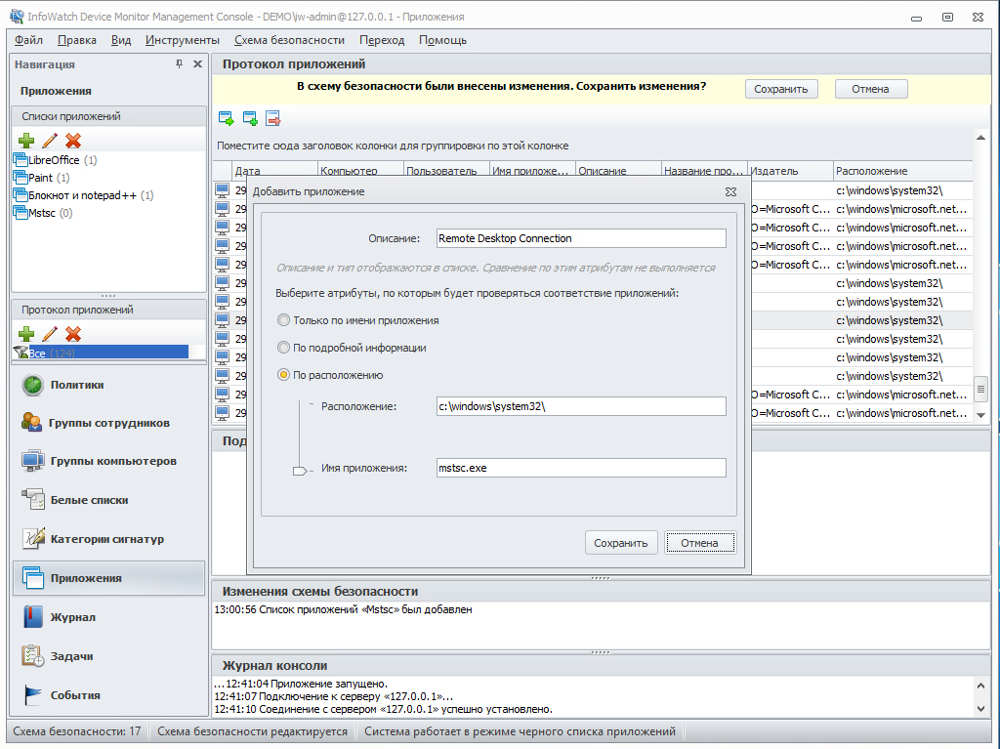 InfoWatch Device Monitor Management Console - DEMO\iw-admin@127.0.0.1 - Приложения
Файл Правка Вид Инструменты Схема безопасности Переход Помощь
Навигация
Приложения
Списки приложений
LibreOffice (1)
Paint (1)
Блокнот и notepad++ (1)
Mstsc (0)
Протокол приложений
Все (124)
Политики
Группы сотрудников
Группы компьютеров
Белые списки
Категории сигнатур
Приложения
Журнал
Задачи
События
Протокол приложений
В схему безопасности были внесены изменения. Сохранить изменения? Сохранить Отмена
Поместите сюда заголовок колонки для группировки по этой колонке
Дата Компьютер Пользователь Имя приложе... Описание Название про... Издатель Расположение
29 c:\windows\system32\
29 O=Microsoft C... c:\windows\microsoft.net...
29 O=Microsoft C... c:\windows\microsoft.net...
29 O=Microsoft C... c:\windows\microsoft.net...
29 O=Microsoft C... c:\windows\microsoft.net...
29 c:\windows\system32\
29 c:\windows\system32\
29 c:\windows\system32\
29 c:\windows\system32\
29 c:\windows\system32\
29 c:\windows\system32\
29 O=Microsoft C... c:\windows\microsoft.net...
29 O=Microsoft C... c:\windows\microsoft.net...
Под
Добавить приложение
Описание: Remote Desktop Connection
Описание и тип отображаются в списке. Сравнение по этим атрибутам не выполняется
Выберите атрибуты, по которым будет проверяться соответствие приложений:
Только по имени приложения
По подробной информации
По расположению
Расположение: c:\windows\system32\
Имя приложения: mstsc.exe
Сохранить Отмена
Изменения схемы безопасности
13:00:56 Список приложений «Mstsc» был добавлен
Журнал консоли
...12:41:04 Приложение запущено.
12:41:07 Подключение к серверу «127.0.0.1»...
12:41:10 Соединение с сервером «127.0.0.1» успешно установлено.
Схема безопасности: 17 Схема безопасности редактируется Система работает в режиме черного списка приложений